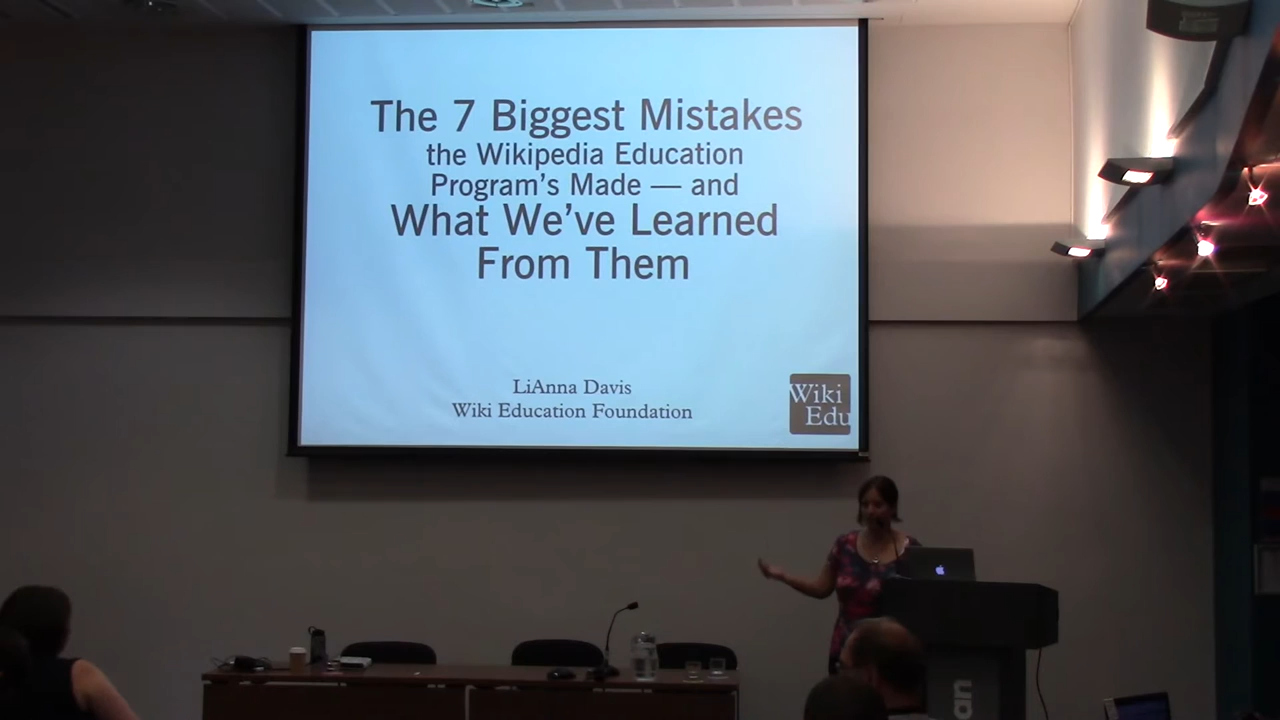 The 7 Biggest Mistakes
the Wikipedia Education
Program's Made — and
What We've Learned
From Them
LiAnna Davis
Wiki Education Foundation
Wiki
Edu